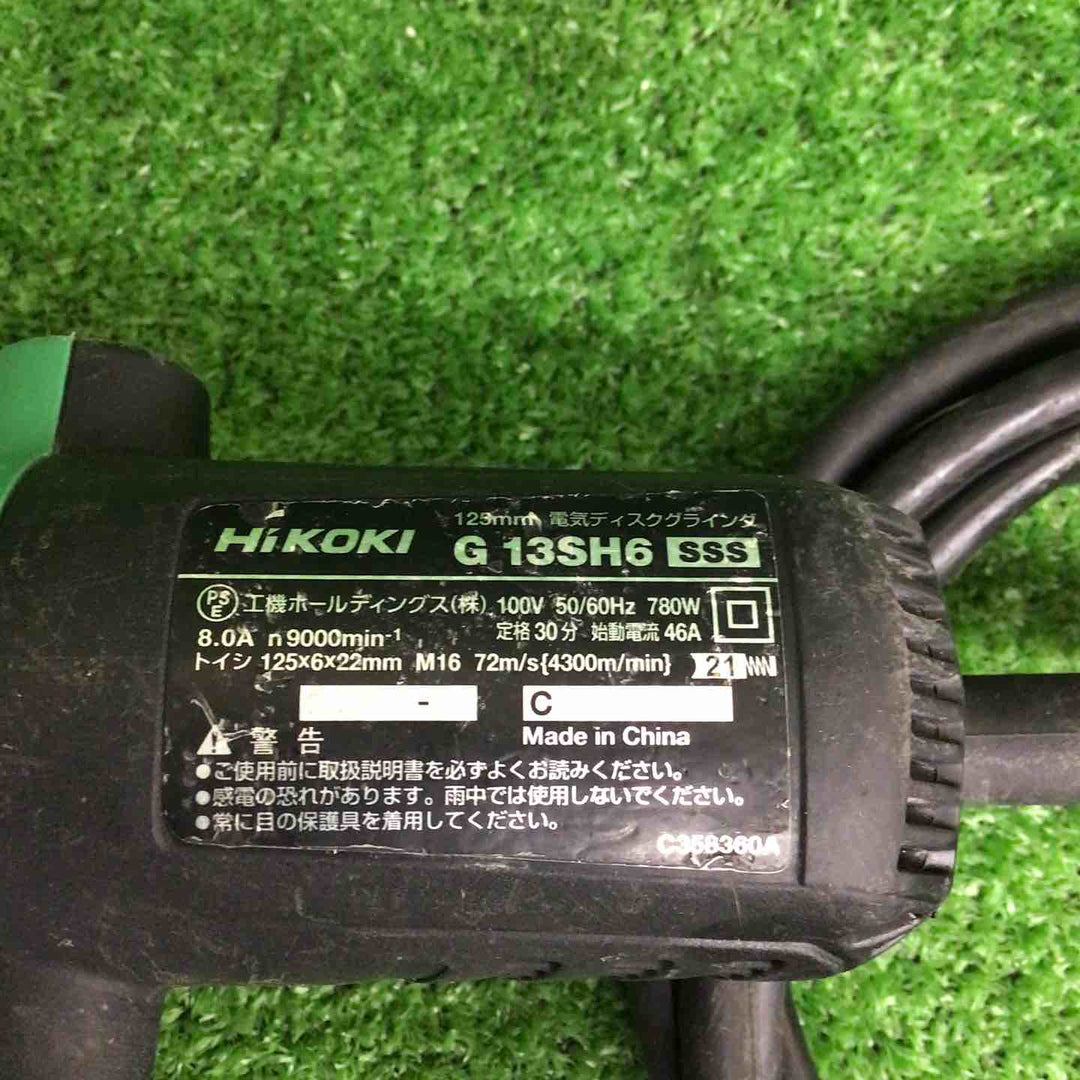 125mm 電気ディスクグラインダ
HiKOKI G 13SH6 SSS
PSE 工機ホールディングス(株) 100V 50/60Hz 780W
8.0A n 9000min-1 定格30分 始動電流 46A
トイシ 125×6×22mm M16 72m/s{4300m/min} 21
- C
Made in China
警告
●ご使用前に取扱説明書を必ずよくお読みください。
●感電の恐れがあります。雨中では使用しないでください。
●常に目の保護具を着用してください。
C358360A